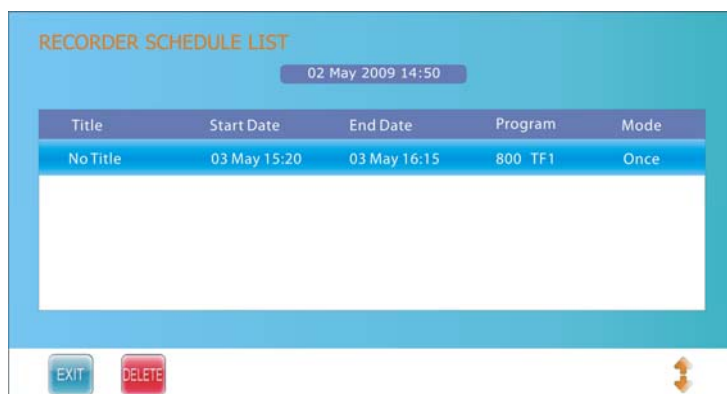 RECORDER SCHEDULE LIST
02 May 2009 14:50
Title Start Date End Date Program Mode
No Title 03 May 15:20 03 May 16:15 800 TF1 Once
EXIT DELETE